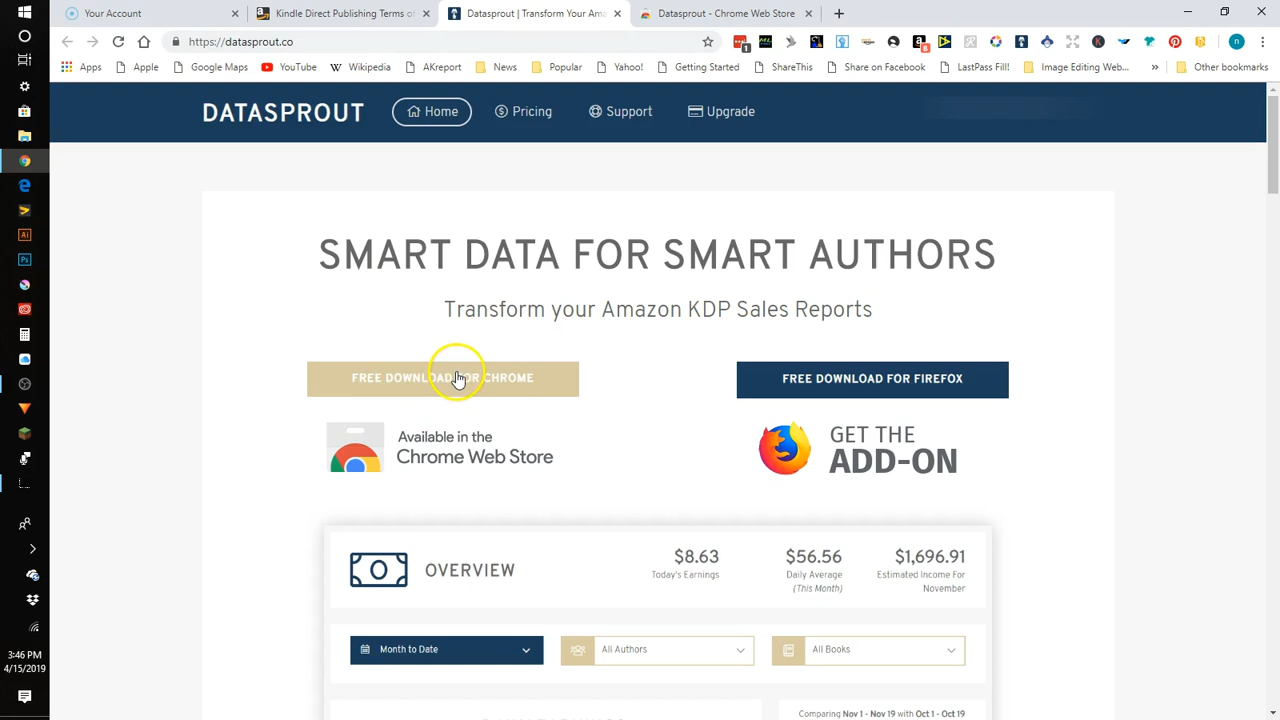 Your Account
Kindle Direct Publishing Terms of
Datasprout | Transform Your Ama
Datasprout - Chrome Web Store
https://datasprout.co
1
8
Apps
Apple
Google Maps
YouTube
Wikipedia
AKreport
News
Popular
Yahoo!
Getting Started
ShareThis
Share on Facebook
LastPass Fill!
Image Editing Web...
Other bookmarks
DATASPROUT
Home
Pricing
Support
Upgrade
SMART DATA FOR SMART AUTHORS
Transform your Amazon KDP Sales Reports
FREE DOWNLOAD FOR CHROME
FREE DOWNLOAD FOR FIREFOX
Available in the
Chrome Web Store
GET THE
ADD-ON
OVERVIEW
$8.63
Today's Earnings
$56.56
Daily Average
(This Month)
$1,696.91
Estimated Income For
November
Month to Date
All Authors
All Books
Comparing Nov 1 - Nov 19 with Oct 1 - Oct 19
3:46 PM
4/15/2019